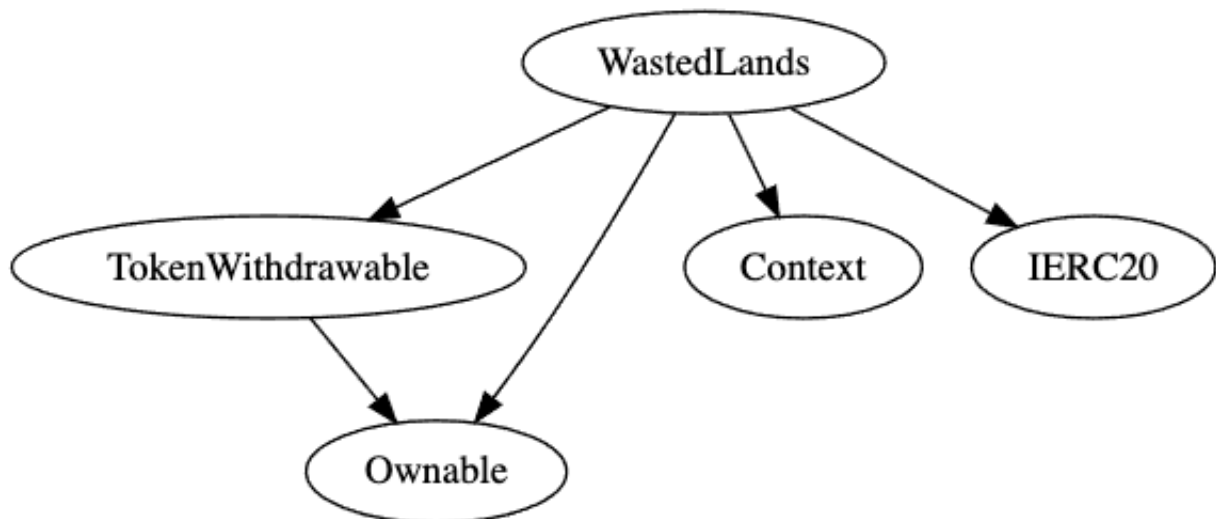 WastedLands
TokenWithdrawable
Context
IERC20
Ownable